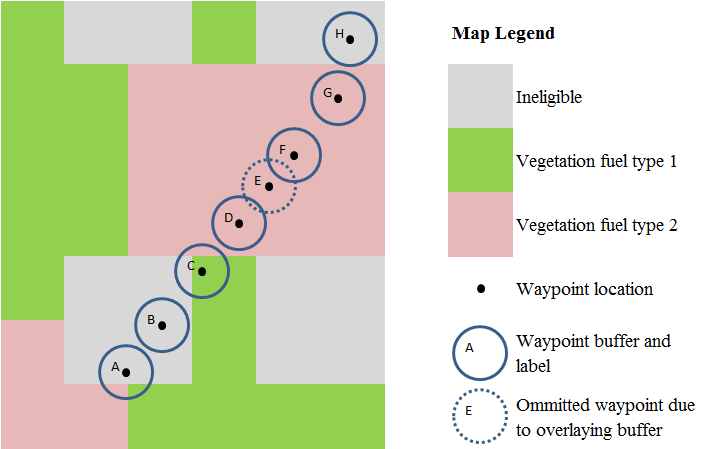 H
Map Legend
G
Ineligible
F
Vegetation fuel type 1
E
D
Vegetation fuel type 2
C
Waypoint location
B
A
Waypoint buffer and
label
A
E
Ommitted waypoint due
to overlaying buffer